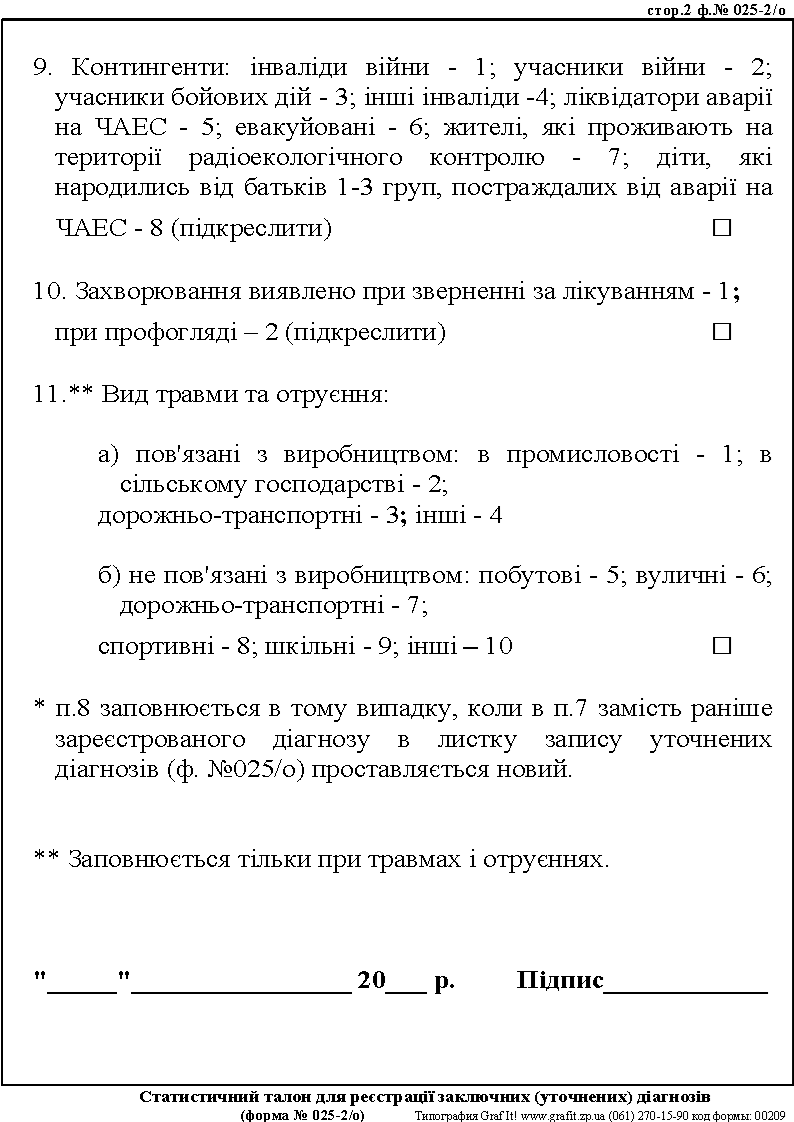 стор.2 ф.№ 025-2/о
9. Контингенти: інваліди війни - 1; учасники війни - 2;
учасники бойових дій - 3; інші інваліди -4; ліквідатори аварії
на ЧАЕС - 5; евакуйовані - 6; жителі, які проживають на
території радіоекологічного контролю - 7; діти, які
народились від батьків 1-3 груп, постраждалих від аварії на
ЧАЕС - 8 (підкреслити) □
10. Захворювання виявлено при зверненні за лікуванням - 1;
при профогляді – 2 (підкреслити) □
11.** Вид травми та отруєння:
а) пов'язані з виробництвом: в промисловості - 1; в
сільському господарстві - 2;
дорожньо-транспортні - 3; інші - 4
б) не пов'язані з виробництвом: побутові - 5; вуличні - 6;
дорожньо-транспортні - 7;
спортивні - 8; шкільні - 9; інші – 10 □
* п.8 заповнюється в тому випадку, коли в п.7 замість раніше
зареєстрованого діагнозу в листку запису уточнених
діагнозів (ф. №025/о) проставляється новий.
** Заповнюється тільки при травмах і отруєннях.
"_____"__________________ 20___ р. Підпис____________
Статистичний талон для реєстрації заключних (уточнених) діагнозів
(форма № 025-2/о) Типография Graf It! www.grafit.zp.ua (061) 270-15-90 код формы: 00209